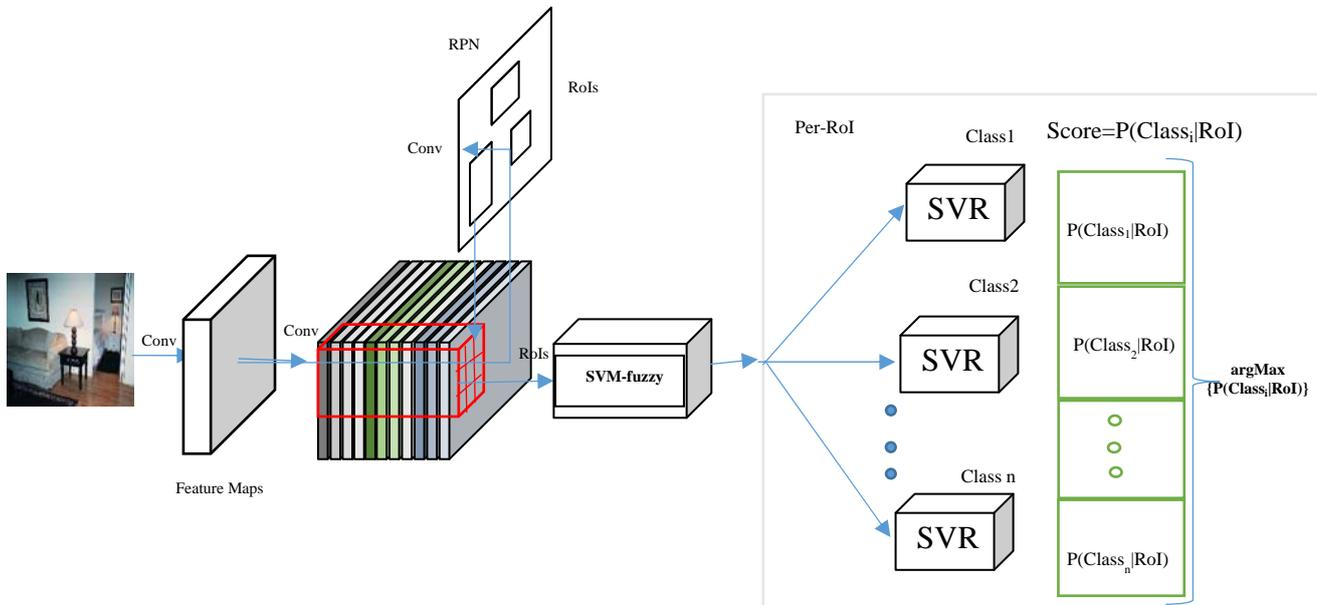 RPN
RoIs
Conv
Conv
Conv
Feature Maps
RoIs
SVM-fuzzy
Per-RoI
Class1
Score=P(Classᵢ|RoI)
SVR
P(Class₁|RoI)
Class2
SVR
P(Class₂|RoI)
argMax
{P(Classᵢ|RoI)}
Class n
SVR
P(Classₙ|RoI)